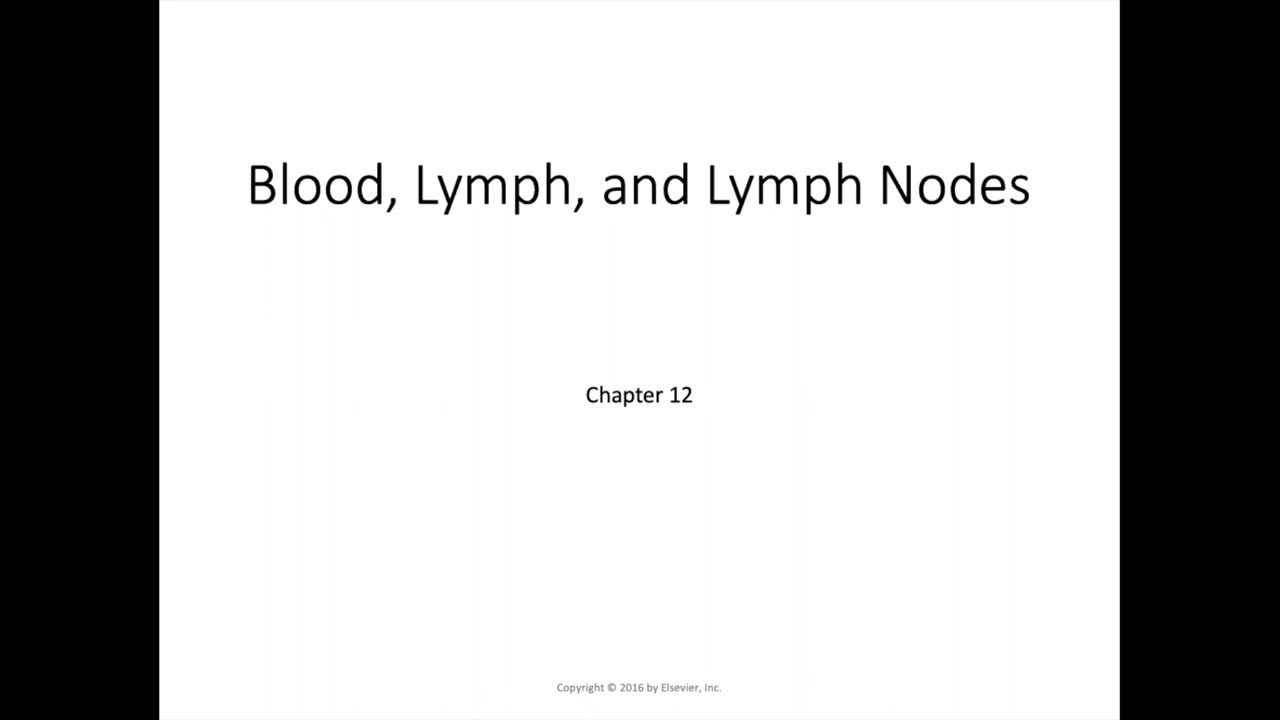 Blood, Lymph, and Lymph Nodes
Chapter 12
Copyright © 2016 by Elsevier, Inc.